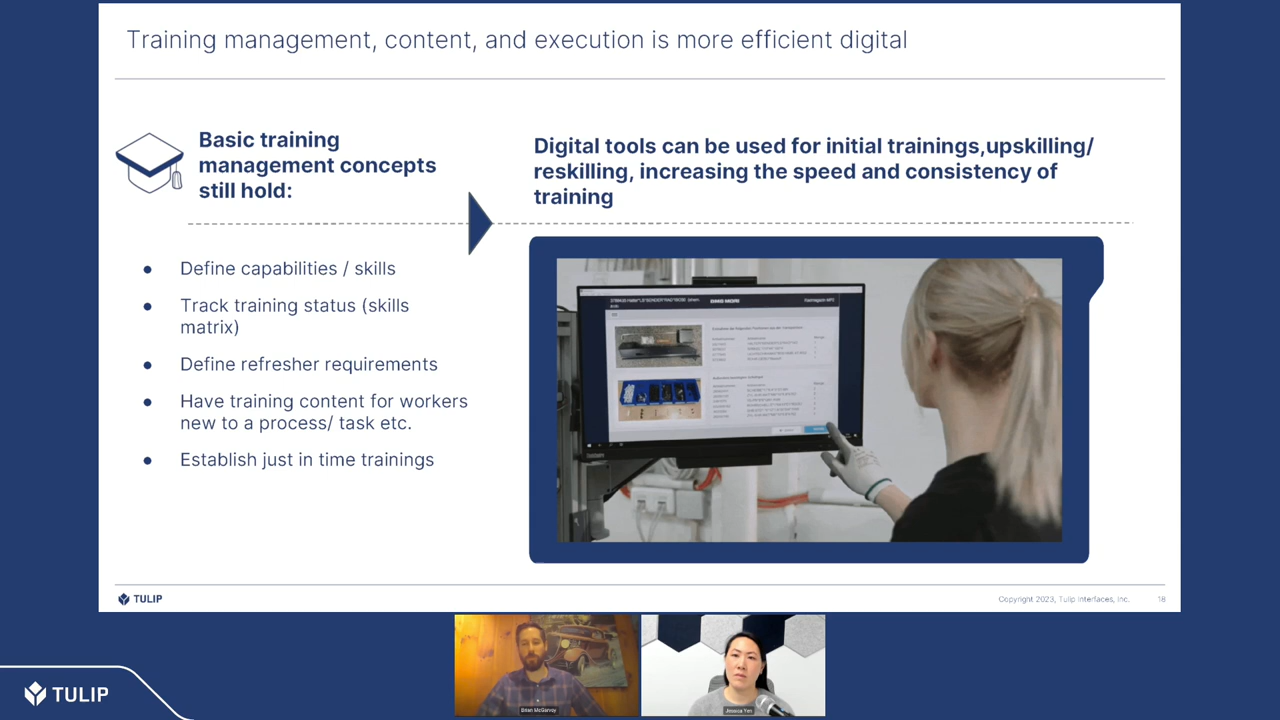 Training management, content, and execution is more efficient digital
Basic training
management concepts
still hold:
Digital tools can be used for initial trainings,upskilling/
reskilling, increasing the speed and consistency of
training
● Define capabilities / skills
● Track training status (skills
matrix)
● Define refresher requirements
● Have training content for workers
new to a process/ task etc.
● Establish just in time trainings
TULIP
Copyright 2023, Tulip Interfaces, Inc.
18
TULIP
Brian McGarvey
Jessica Yen